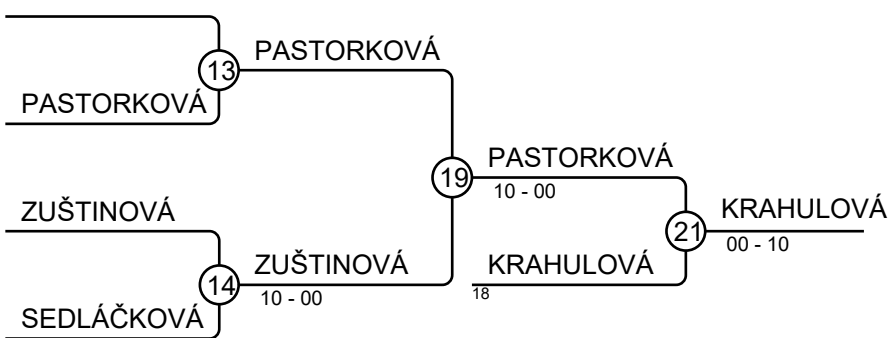 PASTORKOVÁ
13
PASTORKOVÁ
PASTORKOVÁ
19
10 - 00
ZUŠTINOVÁ
KRAHULOVÁ
21
00 - 10
ZUŠTINOVÁ
KRAHULOVÁ
14
10 - 00
18
SEDLÁČKOVÁ